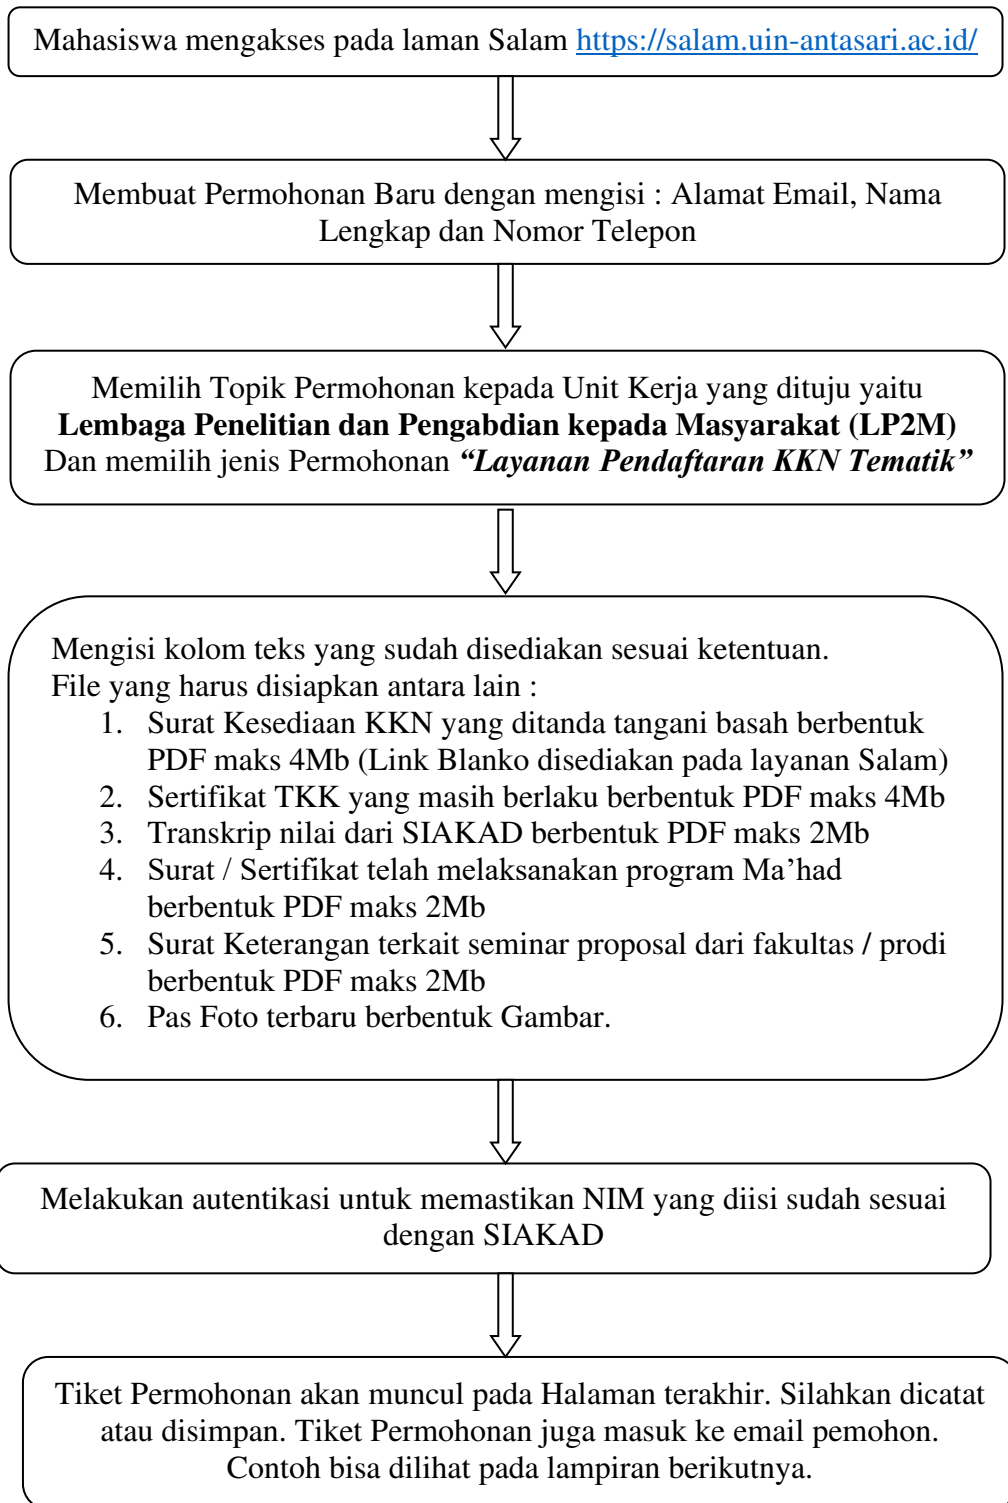 Mahasiswa mengakses pada laman Salam https://salam.uin-antasari.ac.id/
Membuat Permohonan Baru dengan mengisi : Alamat Email, Nama
Lengkap dan Nomor Telepon
Memilih Topik Permohonan kepada Unit Kerja yang dituju yaitu
Lembaga Penelitian dan Pengabdian kepada Masyarakat (LP2M)
Dan memilih jenis Permohonan “Layanan Pendaftaran KKN Tematik”
Mengisi kolom teks yang sudah disediakan sesuai ketentuan.
File yang harus disiapkan antara lain :
1. Surat Kesediaan KKN yang ditanda tangani basah berbentuk
PDF maks 4Mb (Link Blanko disediakan pada layanan Salam)
2. Sertifikat TKK yang masih berlaku berbentuk PDF maks 4Mb
3. Transkrip nilai dari SIAKAD berbentuk PDF maks 2Mb
4. Surat / Sertifikat telah melaksanakan program Ma’had
berbentuk PDF maks 2Mb
5. Surat Keterangan terkait seminar proposal dari fakultas / prodi
berbentuk PDF maks 2Mb
6. Pas Foto terbaru berbentuk Gambar.
Melakukan autentikasi untuk memastikan NIM yang diisi sudah sesuai
dengan SIAKAD
Tiket Permohonan akan muncul pada Halaman terakhir. Silahkan dicatat
atau disimpan. Tiket Permohonan juga masuk ke email pemohon.
Contoh bisa dilihat pada lampiran berikutnya.